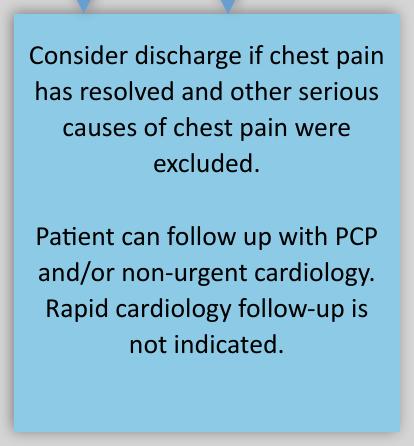 Consider discharge if chest pain
has resolved and other serious
causes of chest pain were
excluded.
Patient can follow up with PCP
and/or non-urgent cardiology.
Rapid cardiology follow-up is
not indicated.